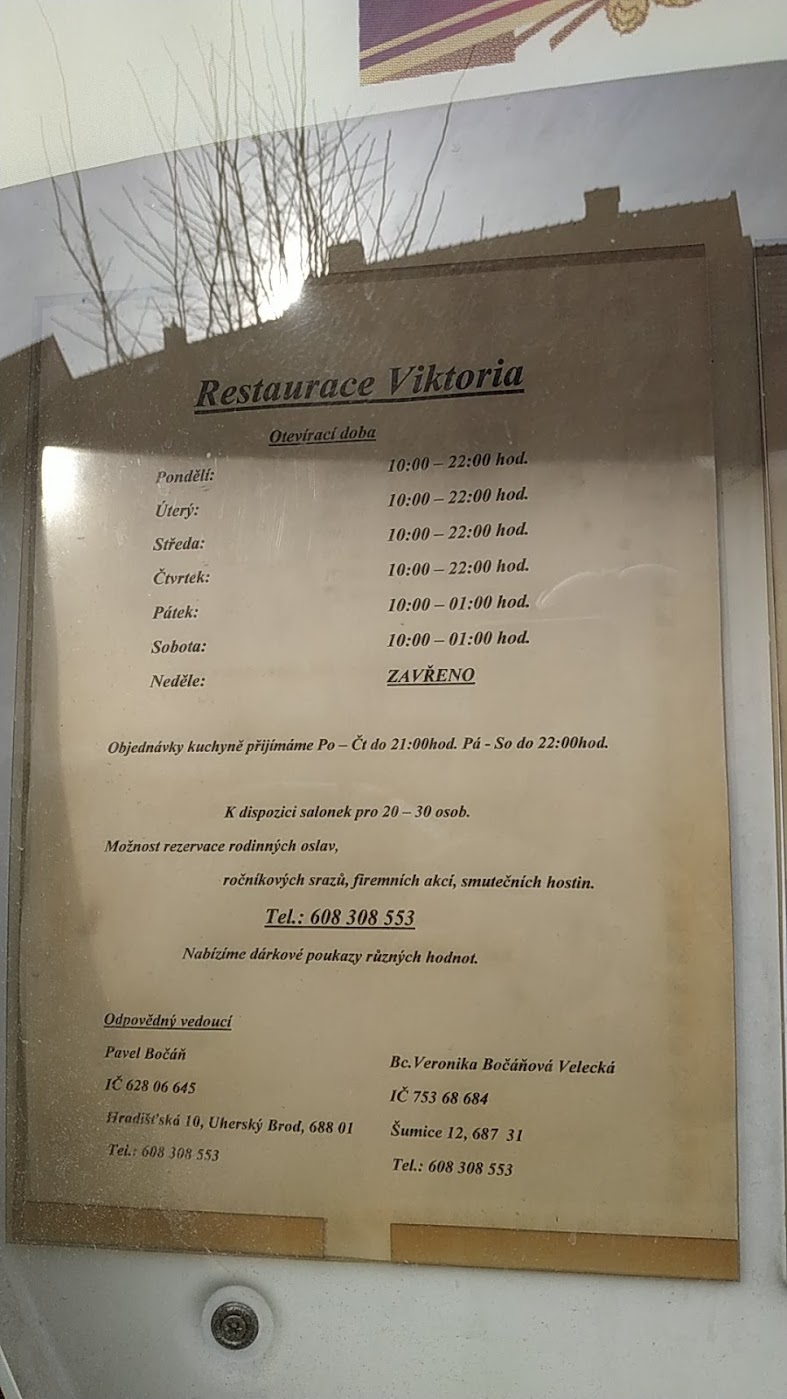 Restaurace Viktoria
Otevírací doba
Pondělí: 10:00 – 22:00 hod.
Úterý: 10:00 – 22:00 hod.
Středa: 10:00 – 22:00 hod.
Čtvrtek: 10:00 – 22:00 hod.
Pátek: 10:00 – 01:00 hod.
Sobota: 10:00 – 01:00 hod.
Neděle: ZAVŘENO
Objednávky kuchyně přijímáme Po – Čt do 21:00hod. Pá - So do 22:00hod.
K dispozici salonek pro 20 – 30 osob.
Možnost rezervace rodinných oslav,
ročníkových srazů, firemních akcí, smutečních hostin.
Tel.: 608 308 553
Nabízíme dárkové poukazy různých hodnot.
Odpovědný vedoucí
Pavel Bočáň
IČ 628 06 645
Hradišťská 10, Uherský Brod, 688 01
Tel.: 608 308 553
Bc.Veronika Bočáňová Velecká
IČ 753 68 684
Šumice 12, 687 31
Tel.: 608 308 553